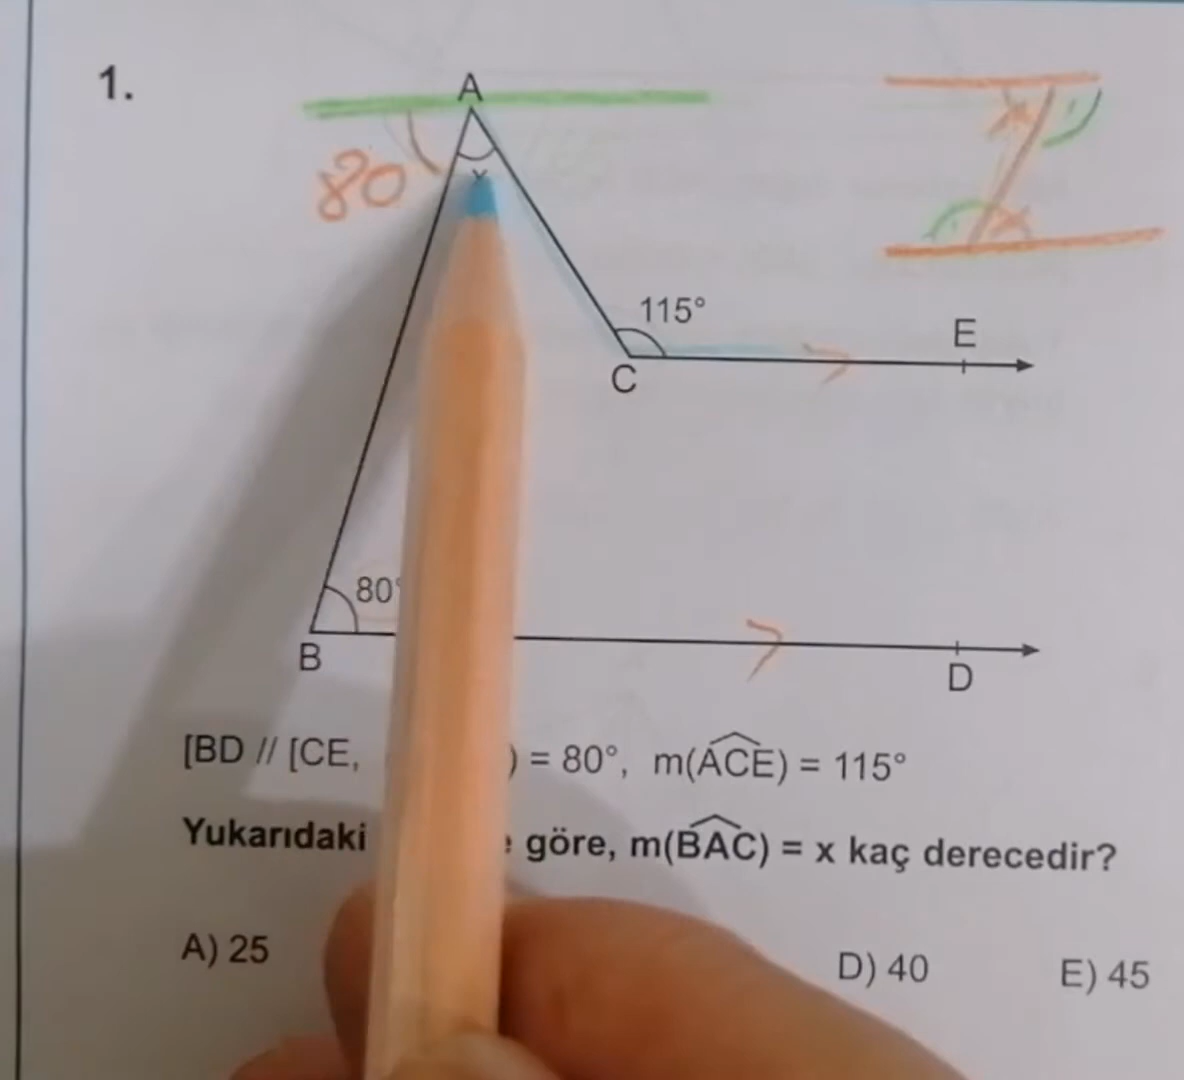 1.
A
80
x
115°
E
C
80°
B
D
[BD // [CE, ) = 80°, m(ACE) = 115°
Yukarıdaki göre, m(BAC) = x kaç derecedir?
A) 25 D) 40 E) 45